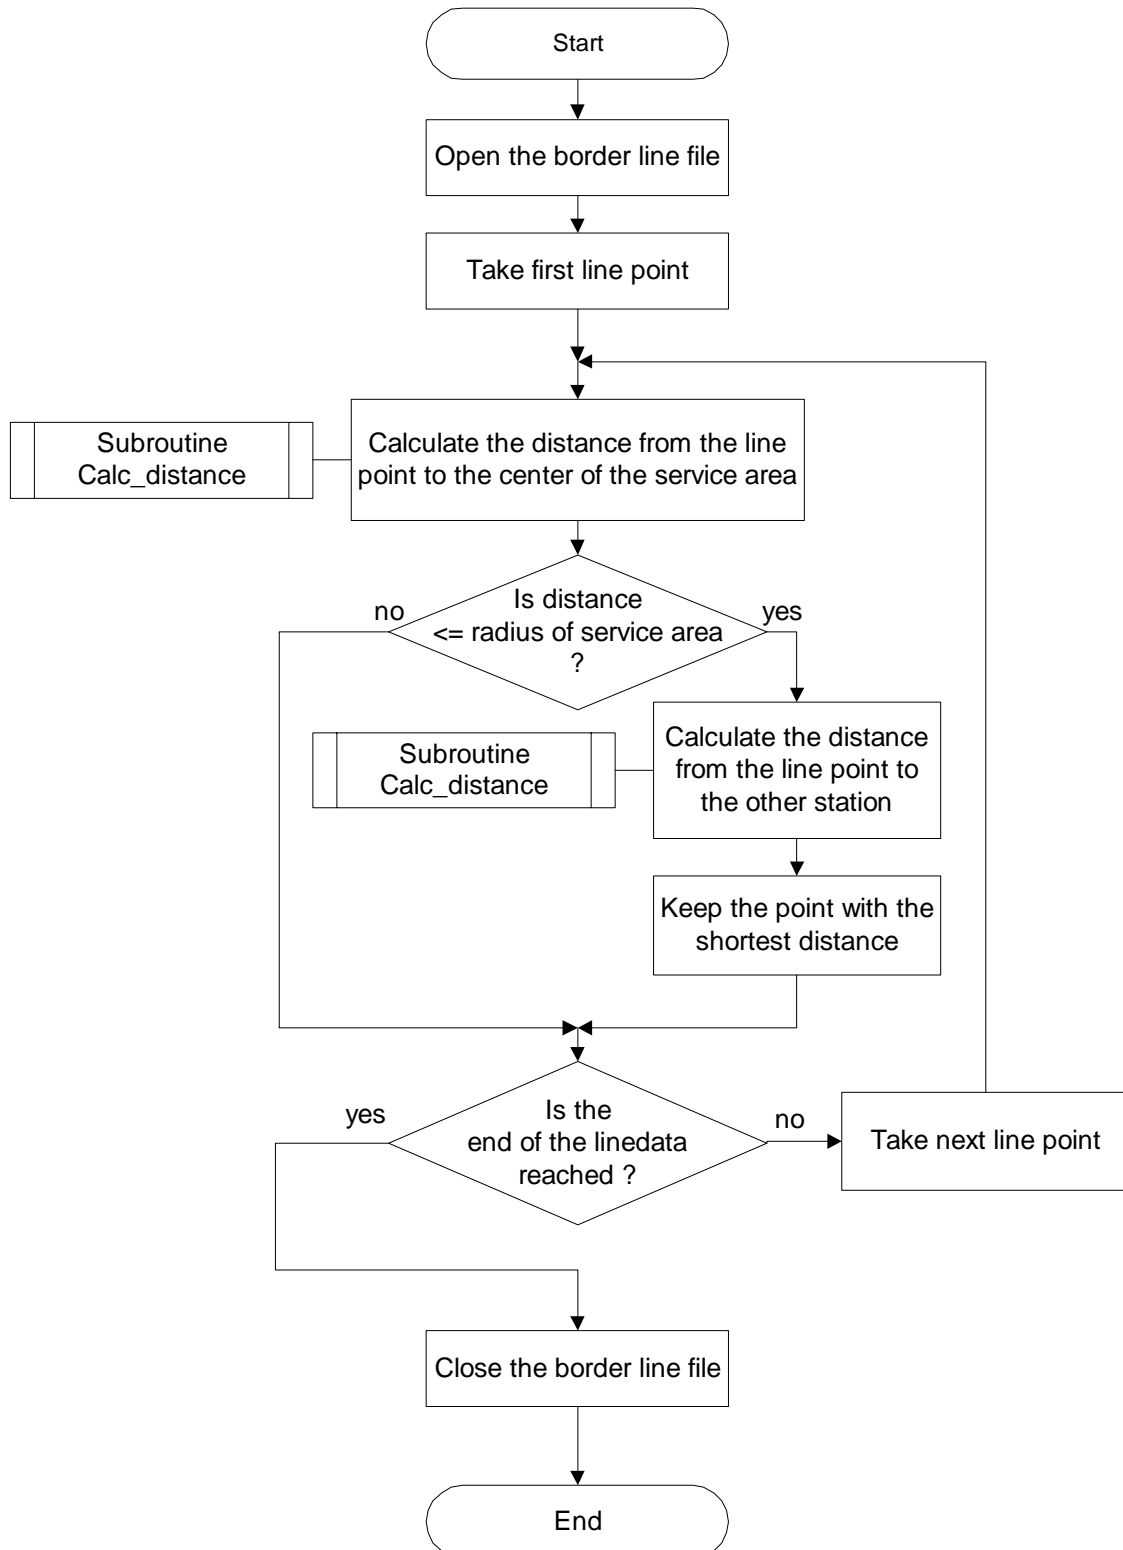 Start
Open the border line file
Take first line point
Subroutine
Calc_distance
Calculate the distance from the line
point to the center of the service area
no
Is distance
<= radius of service area
?
yes
Subroutine
Calc_distance
Calculate the distance
from the line point to
the other station
Keep the point with the
shortest distance
yes
Is the
end of the linedata
reached ?
no
Take next line point
Close the border line file
End